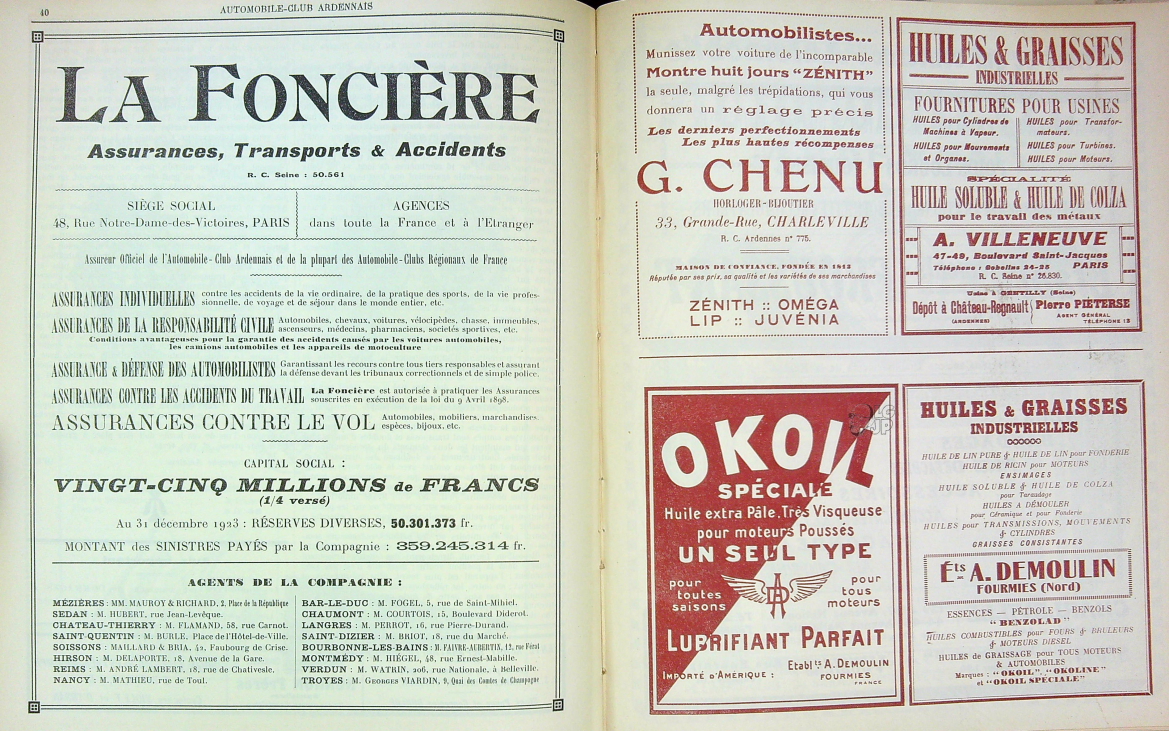 40
AUTOMOBILE-CLUB ARDENNAIS
LA FONCIÈRE
Assurances, Transports & Accidents
R. C. Seine : 50.561
SIÈGE SOCIAL
48, Rue Notre-Dame-des-Victoires, PARIS
AGENCES
dans toute la France et à l'Etranger
Assureur Officiel de l'Automobile-Club Ardennais et de la plupart des Automobile-Clubs Régionaux de France
ASSURANCES INDIVIDUELLES contre les accidents de la vie ordinaire, de la pratique des sports, de la vie profes-
sionnelle, de voyage et de séjour dans le monde entier, etc.
ASSURANCES DE LA RESPONSABILITÉ CIVILE Automobiles, chevaux, voitures, vélocipèdes, chasse, immeubles,
ascenseurs, médecins, pharmaciens, societés sportives, etc.
Conditions avantageuses pour la garantie des accidents causés par les voitures automobiles,
les camions automobiles et les appareils de motoculture
ASSURANCE & DÉFENSE DES AUTOMOBILISTES Garantissant les recours contre tous tiers responsables et assurant
la défense devant les tribunaux correctionnels et de simple police.
ASSURANCES CONTRE LES ACCIDENTS DU TRAVAIL La Foncière est autorisée à pratiquer les Assurances
souscrites en exécution de la loi du 9 Avril 1898.
ASSURANCES CONTRE LE VOL Automobiles, mobiliers, marchandises,
espèces, bijoux, etc.
CAPITAL SOCIAL :
VINGT-CINQ MILLIONS de FRANCS
(1/4 versé)
Au 31 décembre 1923 : RÉSERVES DIVERSES, 50.301.373 fr.
MONTANT des SINISTRES PAYÉS par la Compagnie : 359.245.314 fr.
AGENTS DE LA COMPAGNIE :
MÉZIÈRES : MM. MAUROY & RICHARD, 2, Place de la République
SEDAN : M. HUBERT, rue Jean-Levêque.
CHATEAU-THIERRY : M. FLAMAND, 58, rue Carnot.
SAINT-QUENTIN : M. BURLE, Place de l'Hôtel-de-Ville.
SOISSONS : MAILLARD & BRIA, 42, Faubourg de Crise.
HIRSON : M. DELAPORTE, 18, Avenue de la Gare.
REIMS : M. ANDRÉ LAMBERT, 18, rue de Chativesle.
NANCY : M. MATHIEU, rue de Toul.
BAR-LE-DUC : M. FOGEL, 5, rue de Saint-Mihiel.
CHAUMONT : M. COURTOIS, 15, Boulevard Diderot.
LANGRES : M. PERROT, 16, rue Pierre-Durand.
SAINT-DIZIER : M. BRIOT, 18, rue du Marché.
BOURBONNE-LES-BAINS : M. FAIVRE-AUBERTIN, 12, rue Férat
MONTMÉDY : M. HIÉGEL, 48, rue Ernest-Mabille.
VERDUN : M. WATRIN, 206, rue Nationale, à Belleville.
TROYES : M. GEORGES VIARDIN, 9, Quai des Comtes de Champagne
Automobilistes...
Munissez votre voiture de l'incomparable
Montre huit jours "ZÉNITH"
la seule, malgré les trépidations, qui vous
donnera un réglage précis
Les derniers perfectionnements
Les plus hautes récompenses
G. CHENU
HORLOGER-BIJOUTIER
33, Grande-Rue, CHARLEVILLE
R. C. Ardennes n° 775.
MAISON DE CONFIANCE, FONDÉE EN 1812
Réputée par ses prix, sa qualité et les variétés de ses marchandises
ZÉNITH :: OMÉGA
LIP :: JUVÉNIA
HUILES & GRAISSES
INDUSTRIELLES
FOURNITURES POUR USINES
HUILES pour Cylindres de
Machines à Vapeur.
HUILES pour Mouvements
et Organes.
HUILES pour Transfor-
mateurs.
HUILES pour Turbines.
HUILES pour Moteurs.
SPÉCIALITÉ
HUILE SOLUBLE & HUILE DE COLZA
pour le travail des métaux
A. VILLENEUVE
47-49, Boulevard Saint-Jacques
Téléphone : Gobelins 24-25 PARIS
R. C. Seine n° 26.830.
Usine à GENTILLY (Seine)
Dépôt à Château-Regnault
(ARDENNES)
Pierre PIÉTERSE
AGENT GÉNÉRAL
TÉLÉPHONE 12
OKOIL
SPÉCIALE
Huile extra Pâle, Très Visqueuse
pour moteurs Poussés
UN SEUL TYPE
pour
toutes
saisons
pour
tous
moteurs
LUBRIFIANT PARFAIT
IMPORTÉ D'AMÉRIQUE :
Etabl ts A. DEMOULIN
FOURMIES
FRANCE
HUILES & GRAISSES
INDUSTRIELLES
HUILE DE LIN PURE & HUILE DE LIN pour FONDERIE
HUILE DE RICIN pour MOTEURS
ENSIMAGES
HUILE SOLUBLE & HUILE DE COLZA
pour Taraudage
HUILES A DÉMOULER
pour Céramique et pour Fonderie
HUILES pour TRANSMISSIONS, MOUVEMENTS
& CYLINDRES
GRAISSES CONSISTANTES
Éts A. DEMOULIN
FOURMIES (Nord)
ESSENCES — PÉTROLE — BENZOLS
"BENZOLAD"
HUILES COMBUSTIBLES pour FOURS & BRULEURS
& MOTEURS DIESEL
HUILES de GRAISSAGE pour TOUS MOTEURS
& AUTOMOBILES
Marques : "OKOIL", "OKOLINE"
et "OKOIL SPÉCIALE"